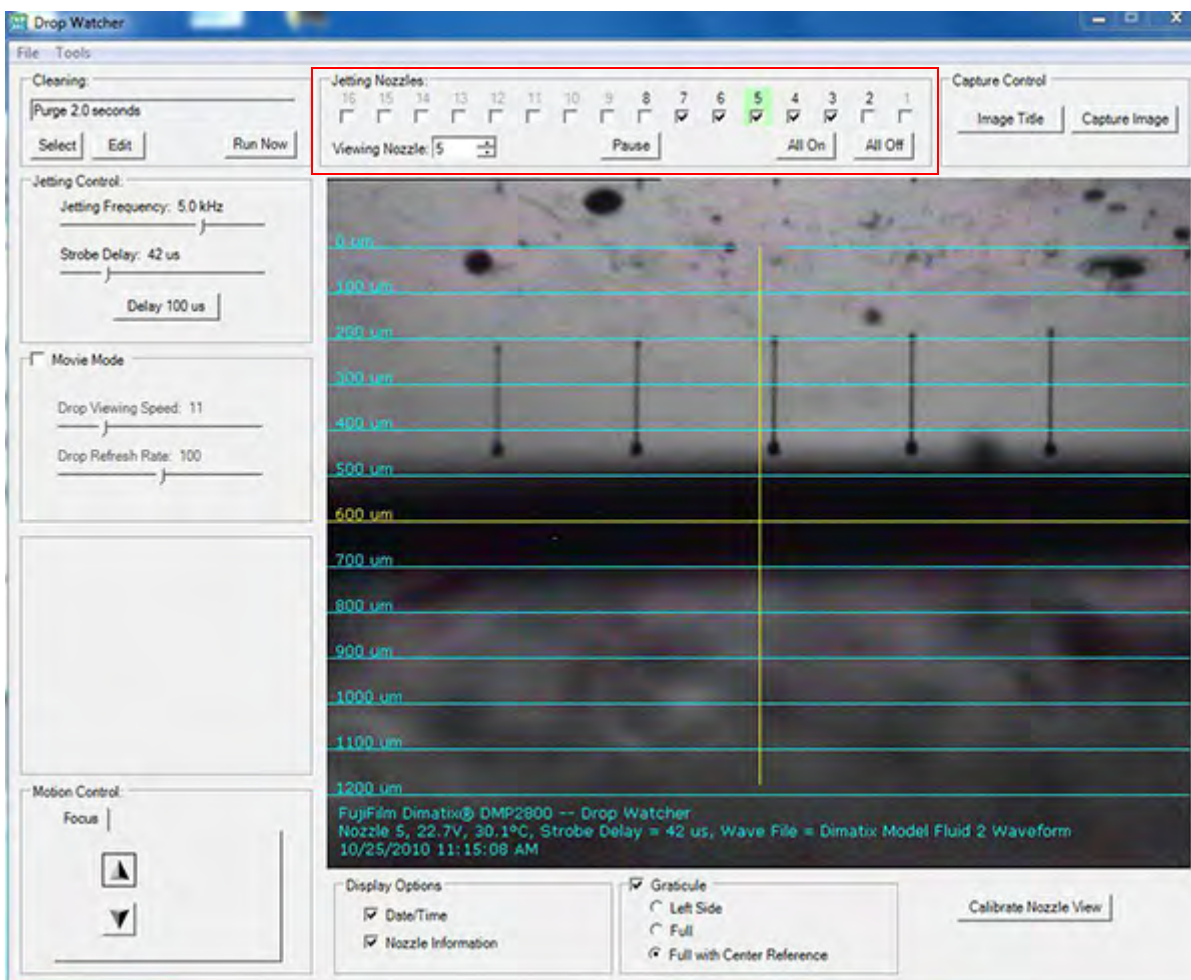 Drop Watcher
File Tools
Cleaning:
Purge 2.0 seconds
Select Edit Run Now
Jetting Nozzles:
16 15 14 13 12 11 10 9 8 7 6 5 4 3 2 1
Viewing Nozzle: 5 Pause All On All Off
Capture Control
Image Title Capture Image
Jetting Control:
Jetting Frequency: 5.0 kHz
Strobe Delay: 42 us
Delay 100 us
Movie Mode
Drop Viewing Speed: 11
Drop Refresh Rate: 100
0 um
100 um
200 um
300 um
400 um
500 um
600 um
700 um
800 um
900 um
1000 um
1100 um
1200 um
FujiFilm Dimatix® DMP2800 -- Drop Watcher
Nozzle 5, 22.7V, 30.1ºC, Strobe Delay = 42 us, Wave File = Dimatix Model Fluid 2 Waveform
10/25/2010 11:15:08 AM
Motion Control:
Focus
Display Options
Date/Time
Nozzle Information
Graticule
Left Side
Full
Full with Center Reference
Calibrate Nozzle View